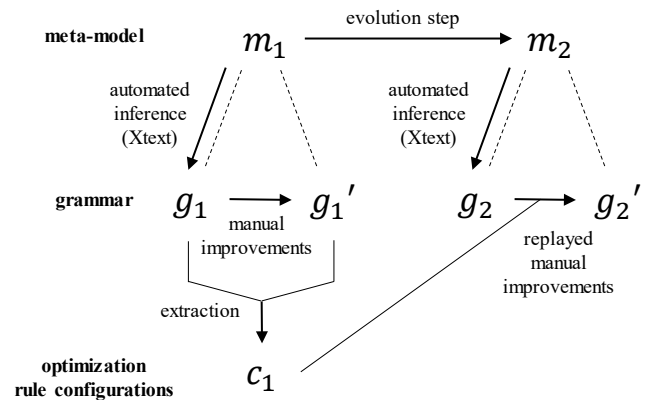 evolution step
meta-model m₁ m₂
automated inference (Xtext) automated inference (Xtext)
grammar g₁ g₁′ g₂ g₂′
manual improvements
replayed manual improvements
extraction
optimization rule configurations c₁